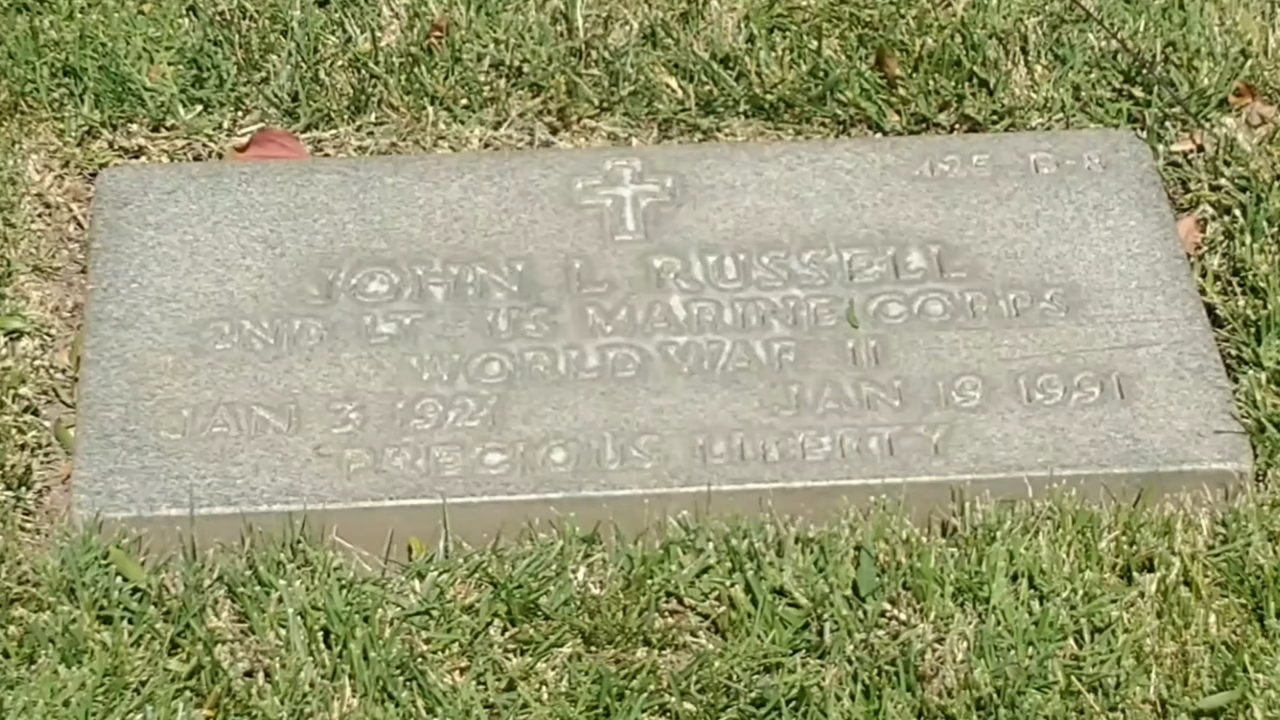 JOHN L RUSSELL
2ND LT US MARINE CORPS
WORLD WAR II
JAN 3 1921 JAN 19 1991
PRECIOUS LIBERTY